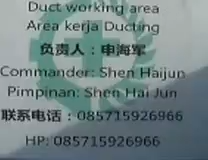 Duct working area
Area kerja Ducting
负责人：申海军
Commander: Shen Haijun
Pimpinan: Shen Hai Jun
联系电话：085715926966
HP: 085715926966